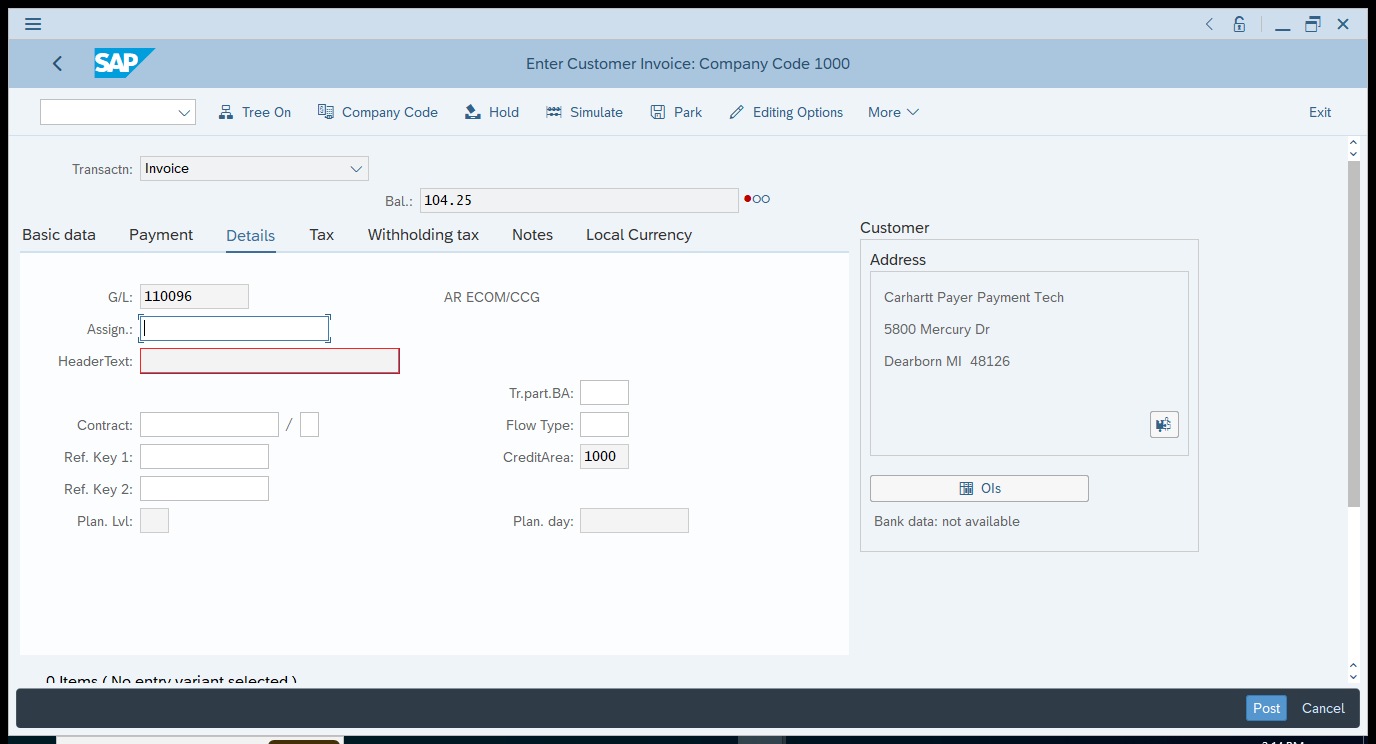 SAP
Enter Customer Invoice: Company Code 1000
Tree On Company Code Hold Simulate Park Editing Options More Exit
Transactn: Invoice
Bal.: 104.25
Basic data Payment Details Tax Withholding tax Notes Local Currency
Customer
Address
G/L: 110096 AR ECOM/CCG
Carhartt Payer Payment Tech
Assign.:
5800 Mercury Dr
HeaderText:
Dearborn MI 48126
Tr.part.BA:
Contract: /
Flow Type:
Ref. Key 1:
CreditArea: 1000
Ref. Key 2:
OIs
Plan. Lvl:
Plan. day:
Bank data: not available
0 Items ( No entry variant selected )
Post Cancel